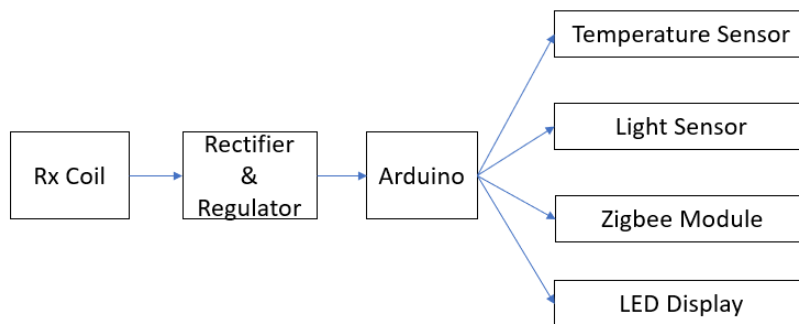 Rx Coil
Rectifier
&
Regulator
Arduino
Temperature Sensor
Light Sensor
Zigbee Module
LED Display